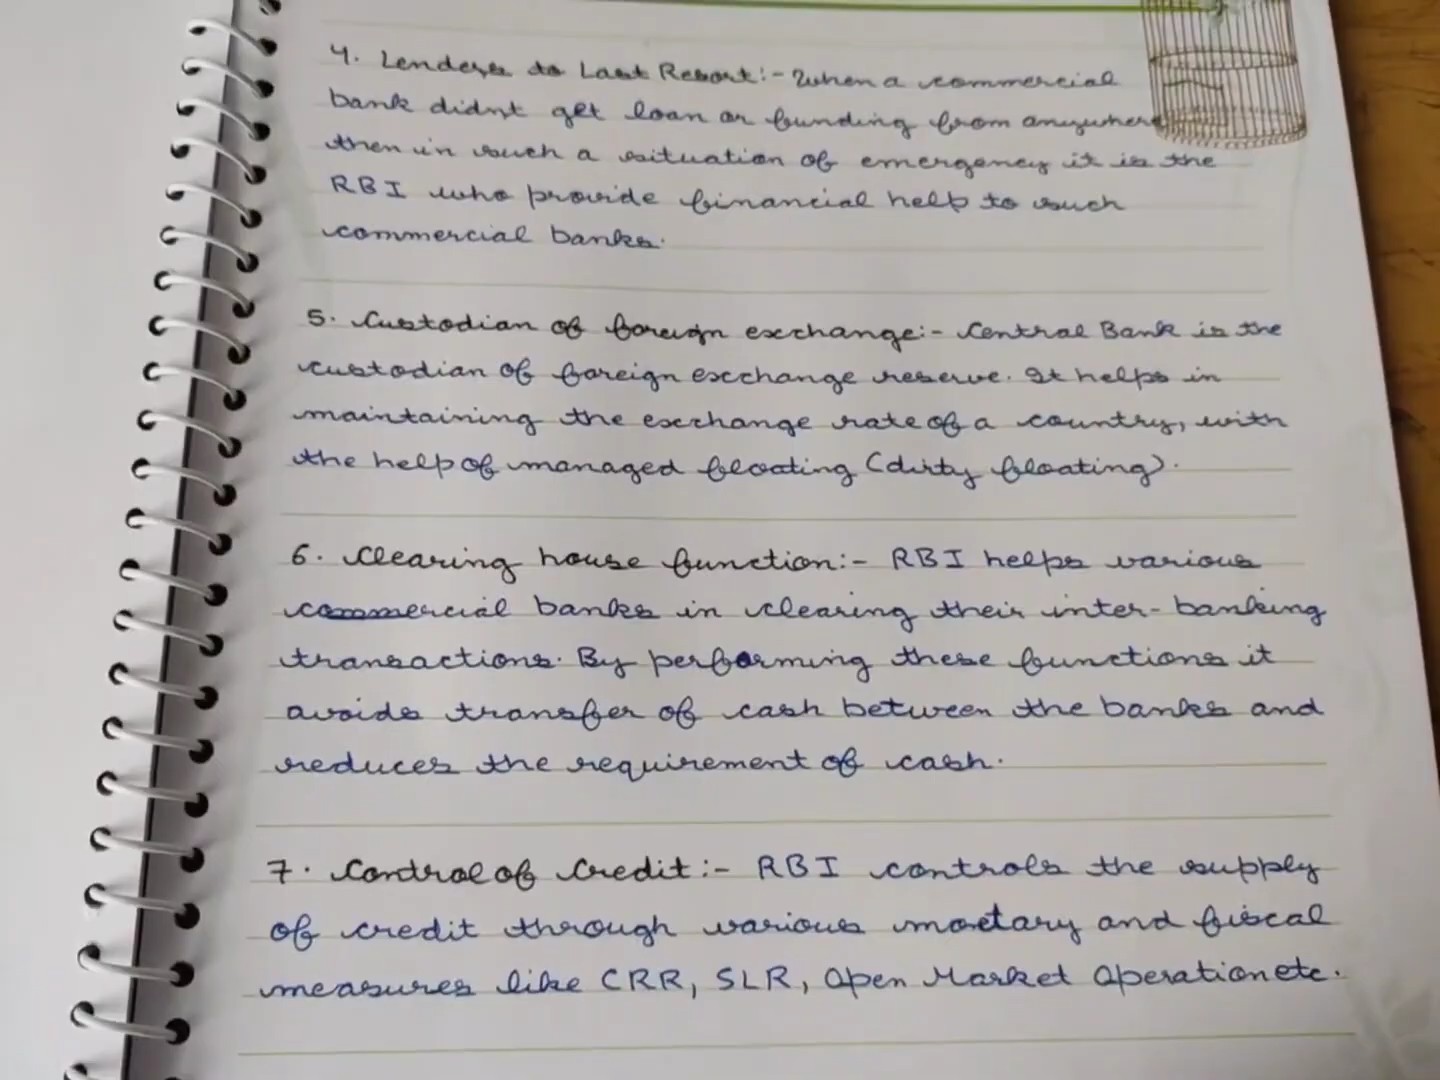 4. Lenders to Last Resort:- When a commercial
bank didnt get loan or funding from anywhere
then in such a situation of emergency it is the
RBI who provide financial help to such
commercial banks.
5. Custodian of foreign exchange:- Central Bank is the
custodian of foreign exchange reserve. It helps in
maintaining the exchange rate of a country, with
the help of managed floating (dirty floating).
6. Clearing house function:- RBI helps various
commercial banks in clearing their inter-banking
transactions. By performing these functions it
avoids transfer of cash between the banks and
reduces the requirement of cash.
7. Control of Credit:- RBI controls the supply
of credit through various moetary and fiscal
measures like CRR, SLR, Open Market Operation etc.